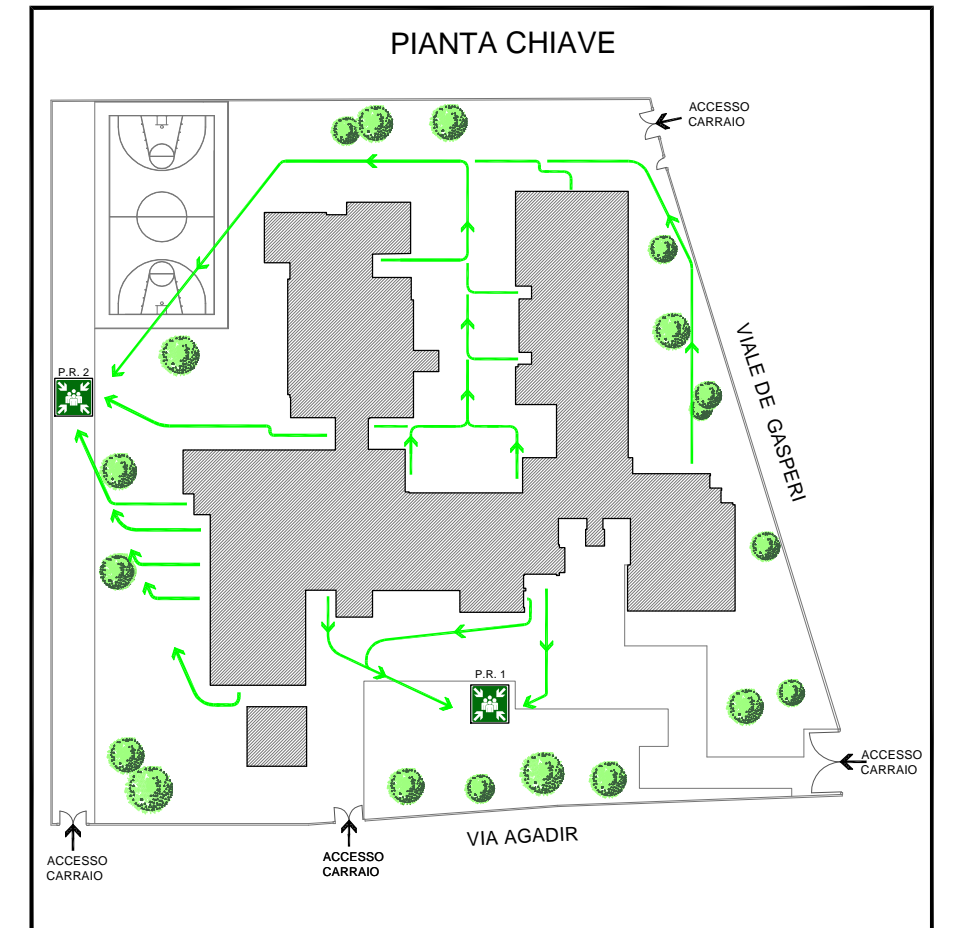 PIANTA CHIAVE
ACCESSO
CARRAIO
P.R. 2
VIALE DE GASPERI
P.R. 1
ACCESSO
CARRAIO
VIA AGADIR
ACCESSO
CARRAIO
ACCESSO
CARRAIO